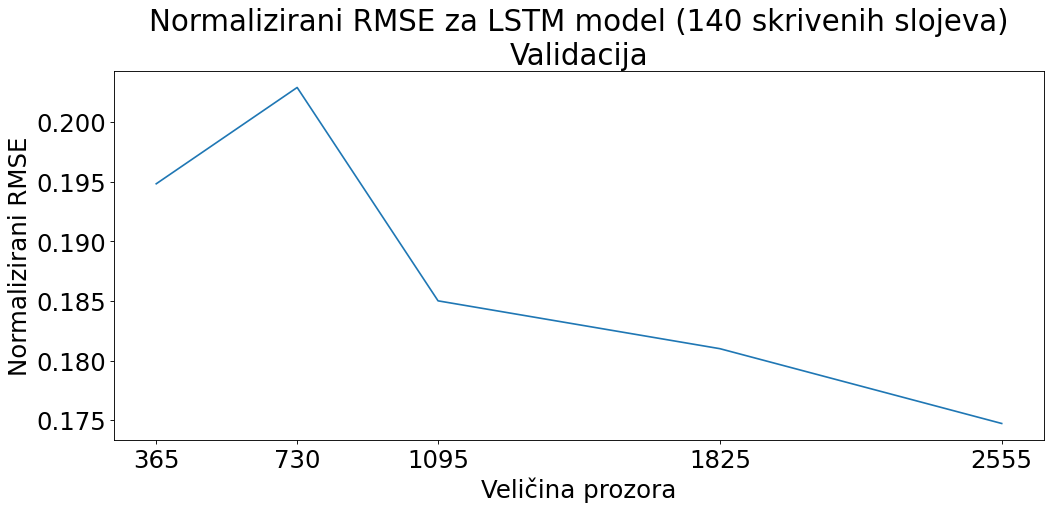 Normalizirani RMSE za LSTM model (140 skrivenih slojeva)
Validacija
Normalizirani RMSE
0.200
0.195
0.190
0.185
0.180
0.175
365 730 1095 1825 2555
Veličina prozora